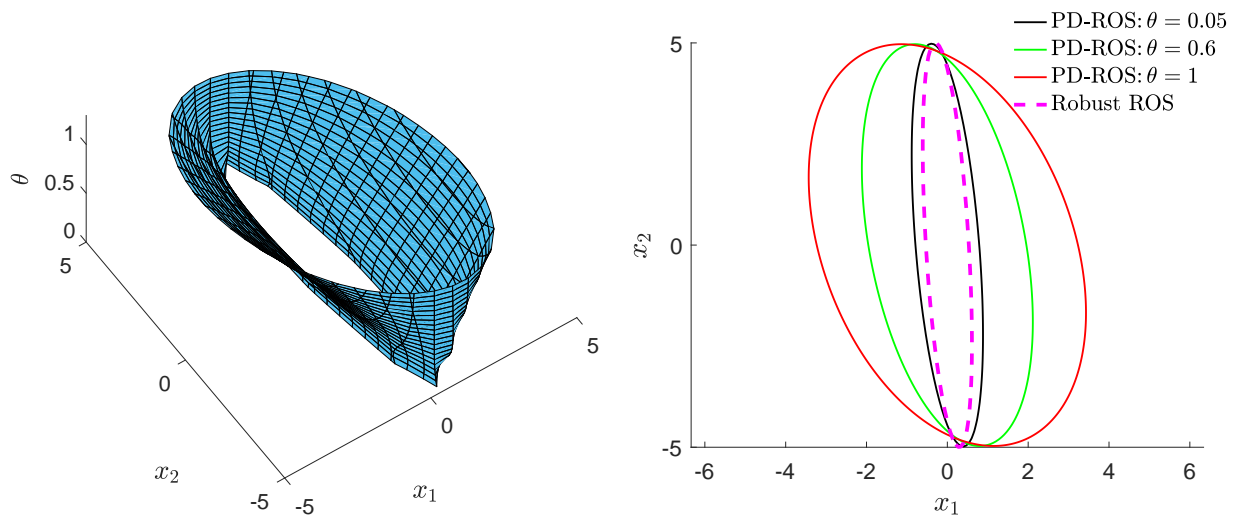 1
0.5
0
θ
5
0
-5
x₂
-5
0
5
x₁
PD-ROS: θ = 0.05
PD-ROS: θ = 0.6
PD-ROS: θ = 1
Robust ROS
5
0
-5
x₂
-6 -4 -2 0 2 4 6
x₁